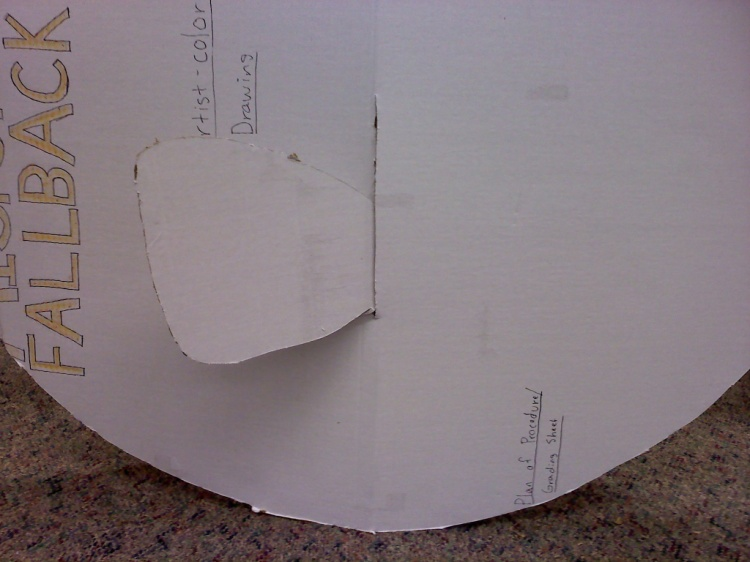 FALLBACK
rtist-color
Drawing
Plan of Procedure/
Grading Sheet